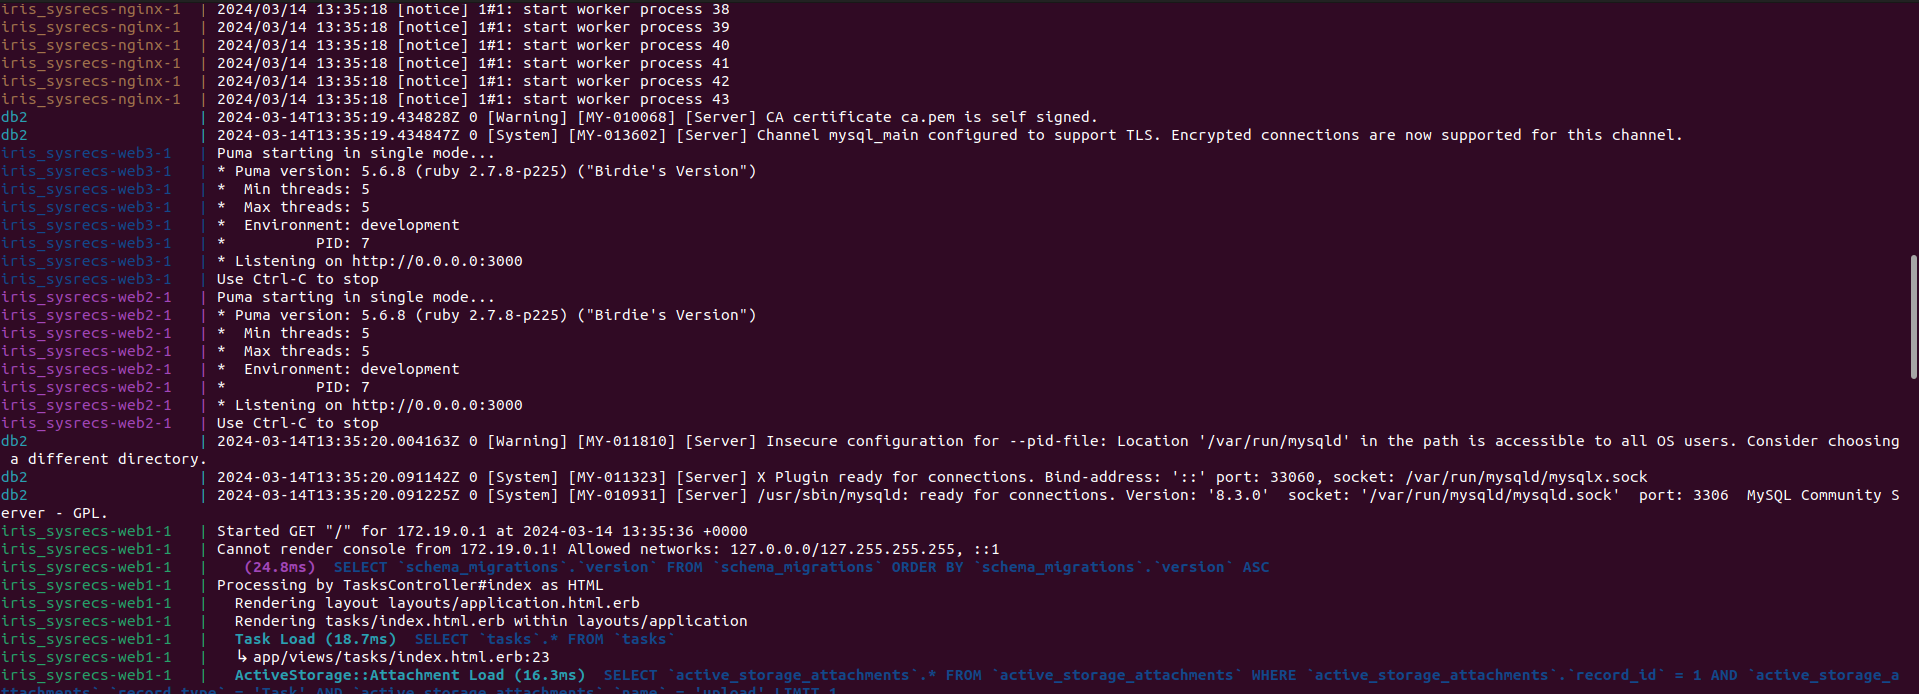 iris_sysrecs-nginx-1  | 2024/03/14 13:35:18 [notice] 1#1: start worker process 38
iris_sysrecs-nginx-1  | 2024/03/14 13:35:18 [notice] 1#1: start worker process 39
iris_sysrecs-nginx-1  | 2024/03/14 13:35:18 [notice] 1#1: start worker process 40
iris_sysrecs-nginx-1  | 2024/03/14 13:35:18 [notice] 1#1: start worker process 41
iris_sysrecs-nginx-1  | 2024/03/14 13:35:18 [notice] 1#1: start worker process 42
iris_sysrecs-nginx-1  | 2024/03/14 13:35:18 [notice] 1#1: start worker process 43
db2                   | 2024-03-14T13:35:19.434828Z 0 [Warning] [MY-010068] [Server] CA certificate ca.pem is self signed.
db2                   | 2024-03-14T13:35:19.434847Z 0 [System] [MY-013602] [Server] Channel mysql_main configured to support TLS. Encrypted connections are now supported for this channel.
iris_sysrecs-web3-1   | Puma starting in single mode...
iris_sysrecs-web3-1   | * Puma version: 5.6.8 (ruby 2.7.8-p225) ("Birdie's Version")
iris_sysrecs-web3-1   | *  Min threads: 5
iris_sysrecs-web3-1   | *  Max threads: 5
iris_sysrecs-web3-1   | *  Environment: development
iris_sysrecs-web3-1   | *          PID: 7
iris_sysrecs-web3-1   | * Listening on http://0.0.0.0:3000
iris_sysrecs-web3-1   | Use Ctrl-C to stop
iris_sysrecs-web2-1   | Puma starting in single mode...
iris_sysrecs-web2-1   | * Puma version: 5.6.8 (ruby 2.7.8-p225) ("Birdie's Version")
iris_sysrecs-web2-1   | *  Min threads: 5
iris_sysrecs-web2-1   | *  Max threads: 5
iris_sysrecs-web2-1   | *  Environment: development
iris_sysrecs-web2-1   | *          PID: 7
iris_sysrecs-web2-1   | * Listening on http://0.0.0.0:3000
iris_sysrecs-web2-1   | Use Ctrl-C to stop
db2                   | 2024-03-14T13:35:20.004163Z 0 [Warning] [MY-011810] [Server] Insecure configuration for --pid-file: Location '/var/run/mysqld' in the path is accessible to all OS users. Consider choosing
 a different directory.
db2                   | 2024-03-14T13:35:20.091142Z 0 [System] [MY-011323] [Server] X Plugin ready for connections. Bind-address: '::' port: 33060, socket: /var/run/mysqld/mysqlx.sock
db2                   | 2024-03-14T13:35:20.091225Z 0 [System] [MY-010931] [Server] /usr/sbin/mysqld: ready for connections. Version: '8.3.0'  socket: '/var/run/mysqld/mysqld.sock'  port: 3306  MySQL Community S
erver - GPL.
iris_sysrecs-web1-1   | Started GET "/" for 172.19.0.1 at 2024-03-14 13:35:36 +0000
iris_sysrecs-web1-1   | Cannot render console from 172.19.0.1! Allowed networks: 127.0.0.0/127.255.255.255, ::1
iris_sysrecs-web1-1   |    (24.8ms)  SELECT `schema_migrations`.`version` FROM `schema_migrations` ORDER BY `schema_migrations`.`version` ASC
iris_sysrecs-web1-1   | Processing by TasksController#index as HTML
iris_sysrecs-web1-1   |   Rendering layout layouts/application.html.erb
iris_sysrecs-web1-1   |   Rendering tasks/index.html.erb within layouts/application
iris_sysrecs-web1-1   |   Task Load (18.7ms)  SELECT `tasks`.* FROM `tasks`
iris_sysrecs-web1-1   |   ↳ app/views/tasks/index.html.erb:23
iris_sysrecs-web1-1   |   ActiveStorage::Attachment Load (16.3ms)  SELECT `active_storage_attachments`.* FROM `active_storage_attachments` WHERE `active_storage_attachments`.`record_id` = 1 AND `active_storage_a
ttachments`.`record_type` = 'Task' AND `active_storage_attachments`.`name` = 'upload' LIMIT 1